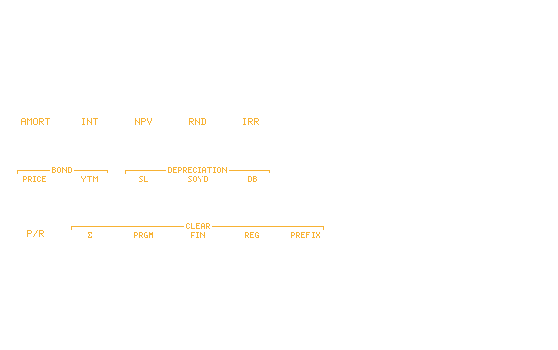 AMORT INT NPV RND IRR
BOND DEPRECIATION
PRICE YTM SL SOYD DB
CLEAR
P/R Σ PRGM FIN REG PREFIX